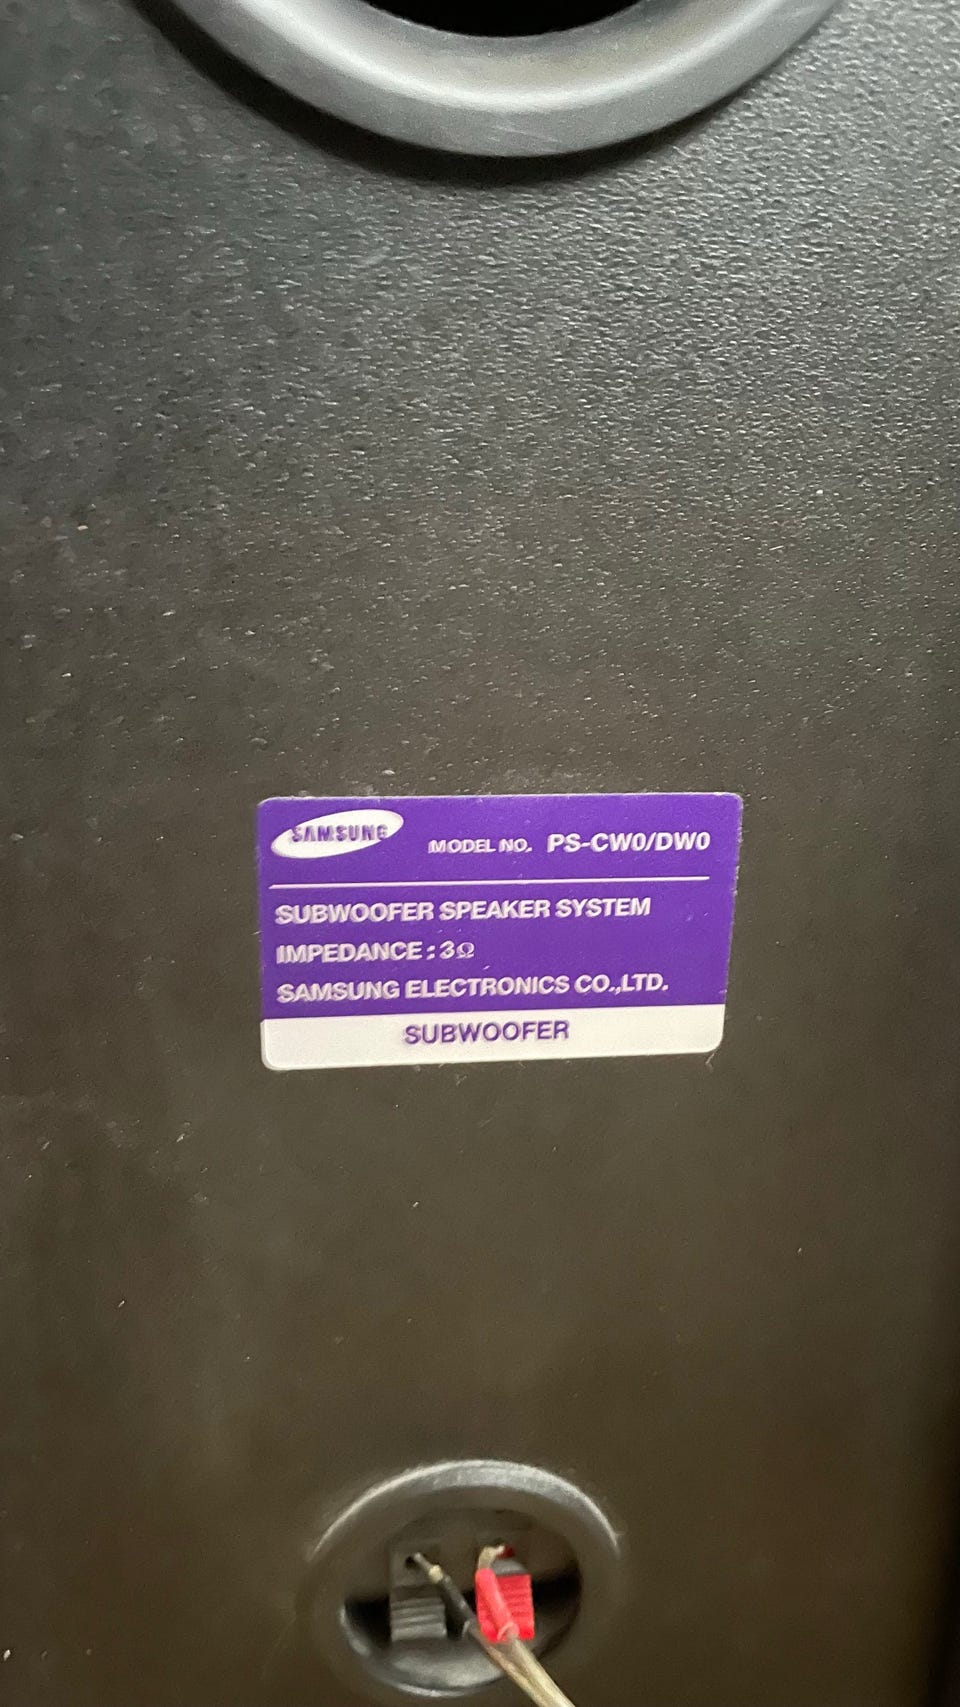 SAMSUNG MODEL NO. PS-CW0/DW0
SUBWOOFER SPEAKER SYSTEM
IMPEDANCE : 3Ω
SAMSUNG ELECTRONICS CO.,LTD.
SUBWOOFER